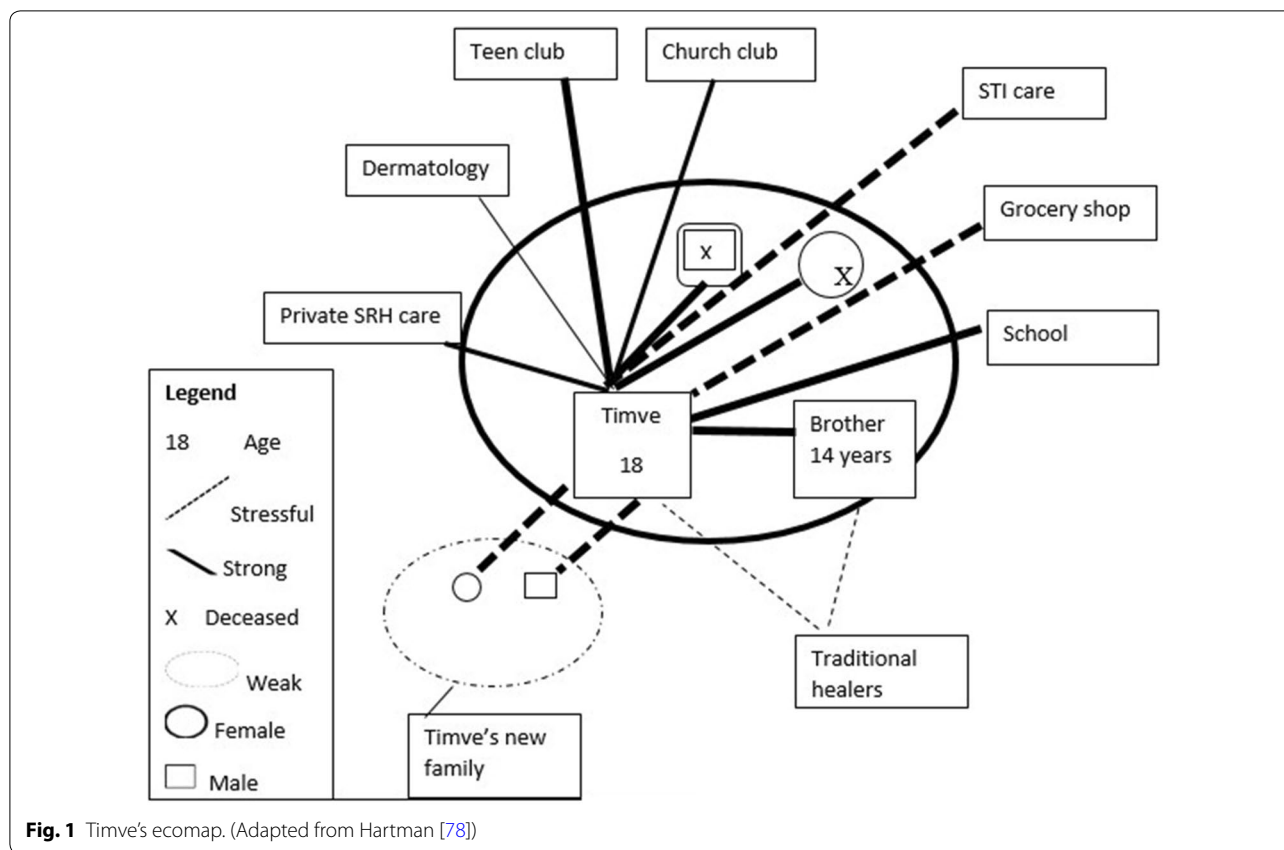 Teen club
Church club
STI care
Dermatology
Grocery shop
x
X
Private SRH care
School
Timve
18
Brother
14 years
Legend
18 Age
Stressful
Strong
X Deceased
Weak
Female
Male
Traditional
healers
Timve's new
family
Fig. 1 Timve's ecomap. (Adapted from Hartman [78])